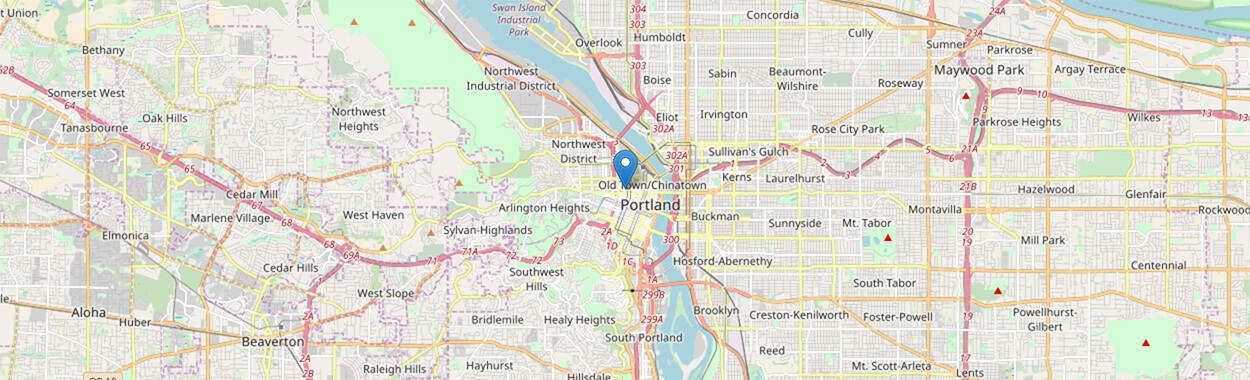 304
24A
Swan Island
Industrial
Park
Concordia
t Union
Cully
23A
Overlook
Humboldt
Sumner
Parkrose
Bethany
303
Northwest
Industrial District
Boise
Sabin
Beaumont-
Wilshire
Roseway
Maywood Park
Argay Terrace
62B
64
Somerset West
9
10
13
Northwest
Heights
Eliot
Irvington
Oak Hills
Parkrose Heights
Wilkes
Tanasbourne
302A
Rose City Park
65
3
Northwest
District
302A
Sullivan's Gulch
21A
5
6
1
2
3
301
Kerns
Laurelhurst
Old Town/Chinatown
21B
Hazelwood
Glenfair
Cedar Mill
67
Portland
Arlington Heights
Montavilla
Rockwood
Marlene Village
68
West Haven
Buckman
Sunnyside
Mt. Tabor
Elmonica
Sylvan-Highlands
2A
20
Mill Park
68
69A
71
71A
72
72
73
1D
300
19
Cedar Hills
1C
Hosford-Abernethy
Centennial
Southwest
Hills
1A
South Tabor
West Slope
299B
Aloha
Huber
2A
Bridlemile
Healy Heights
299A
Brooklyn
Creston-Kenilworth
Foster-Powell
19
Powellhurst-
Gilbert
Beaverton
South Portland
Reed
2A
Hayhurst
17
Raleigh Hills
Mt. Scott-Arleta
2B
Hillsdale
Lents
OR 10